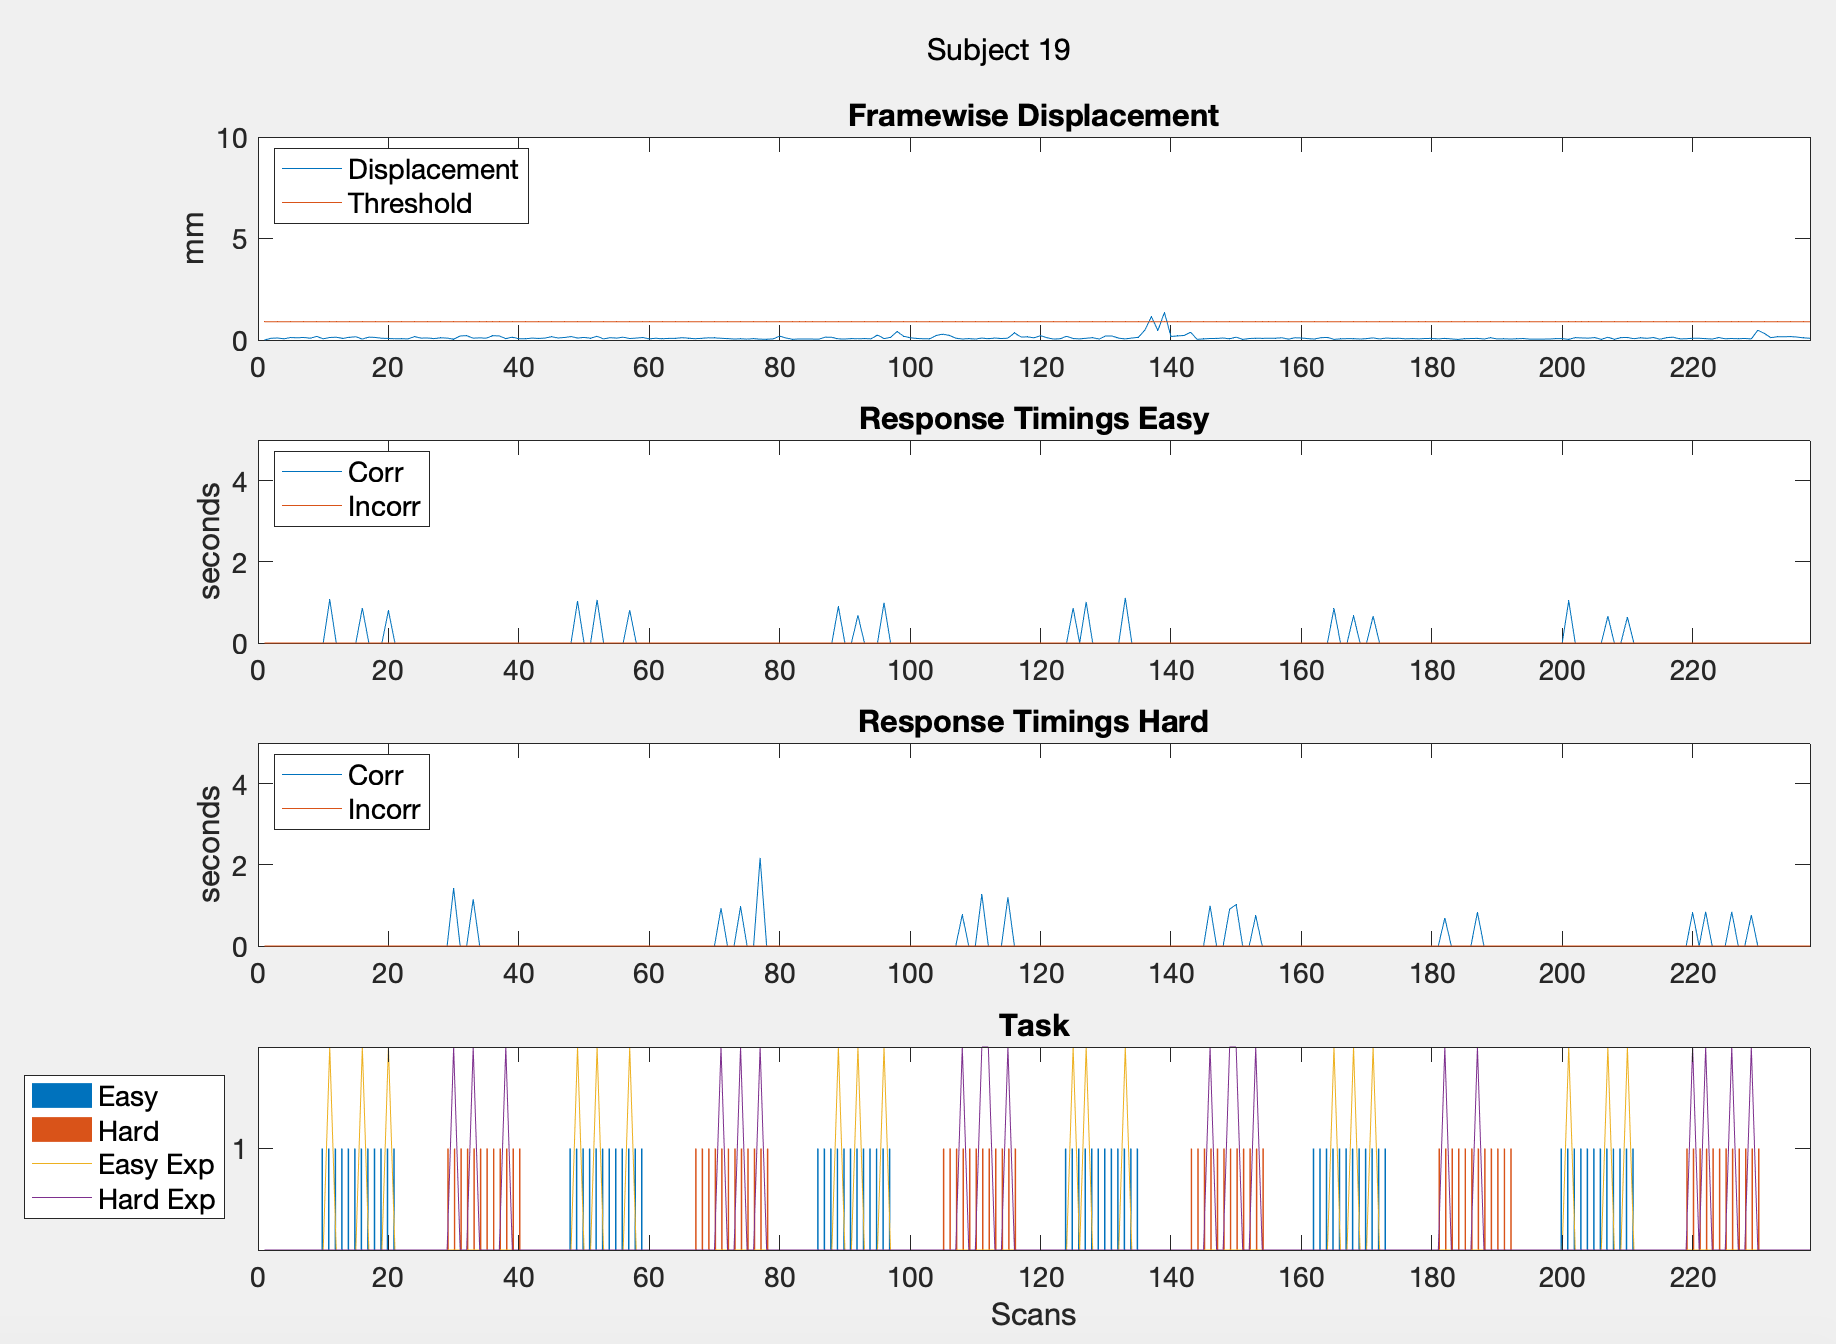 Subject 19
Framewise Displacement
10
5
0
mm
Displacement
Threshold
0 20 40 60 80 100 120 140 160 180 200 220
Response Timings Easy
4
2
0
seconds
Corr
Incorr
0 20 40 60 80 100 120 140 160 180 200 220
Response Timings Hard
4
2
0
seconds
Corr
Incorr
0 20 40 60 80 100 120 140 160 180 200 220
Task
Easy
Hard
Easy Exp
Hard Exp
1
0 20 40 60 80 100 120 140 160 180 200 220
Scans